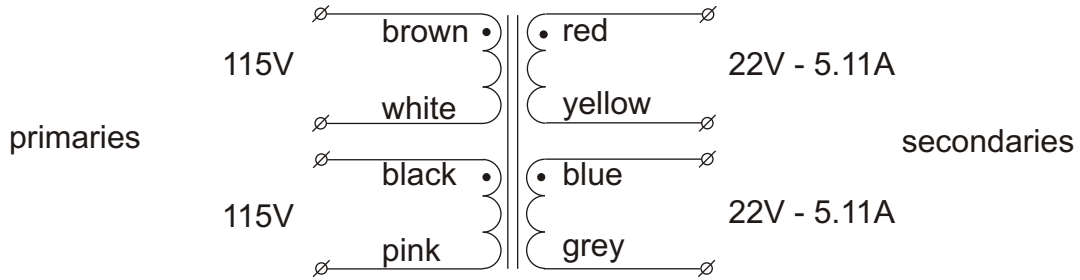 brown
red
115V
22V - 5.11A
white
yellow
primaries
secondaries
black
blue
115V
22V - 5.11A
pink
grey